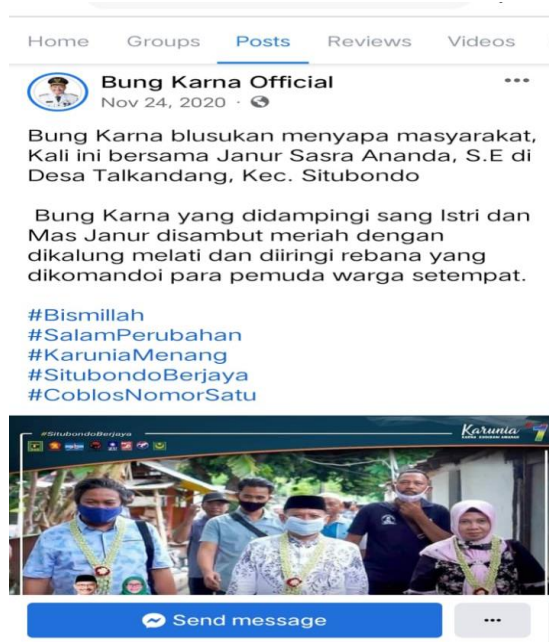 Home Groups Posts Reviews Videos
Bung Karna Official
Nov 24, 2020
Bung Karna blusukan menyapa masyarakat,
Kali ini bersama Janur Sasra Ananda, S.E di
Desa Talkandang, Kec. Situbondo
Bung Karna yang didampingi sang Istri dan
Mas Janur disambut meriah dengan
dikalung melati dan diiringi rebana yang
dikomandoi para pemuda warga setempat.
#Bismillah
#SalamPerubahan
#KaruniaMenang
#SitubondoBerjaya
#CoblosNomorSatu
#SitubondoBerjaya
Karunia
Send message